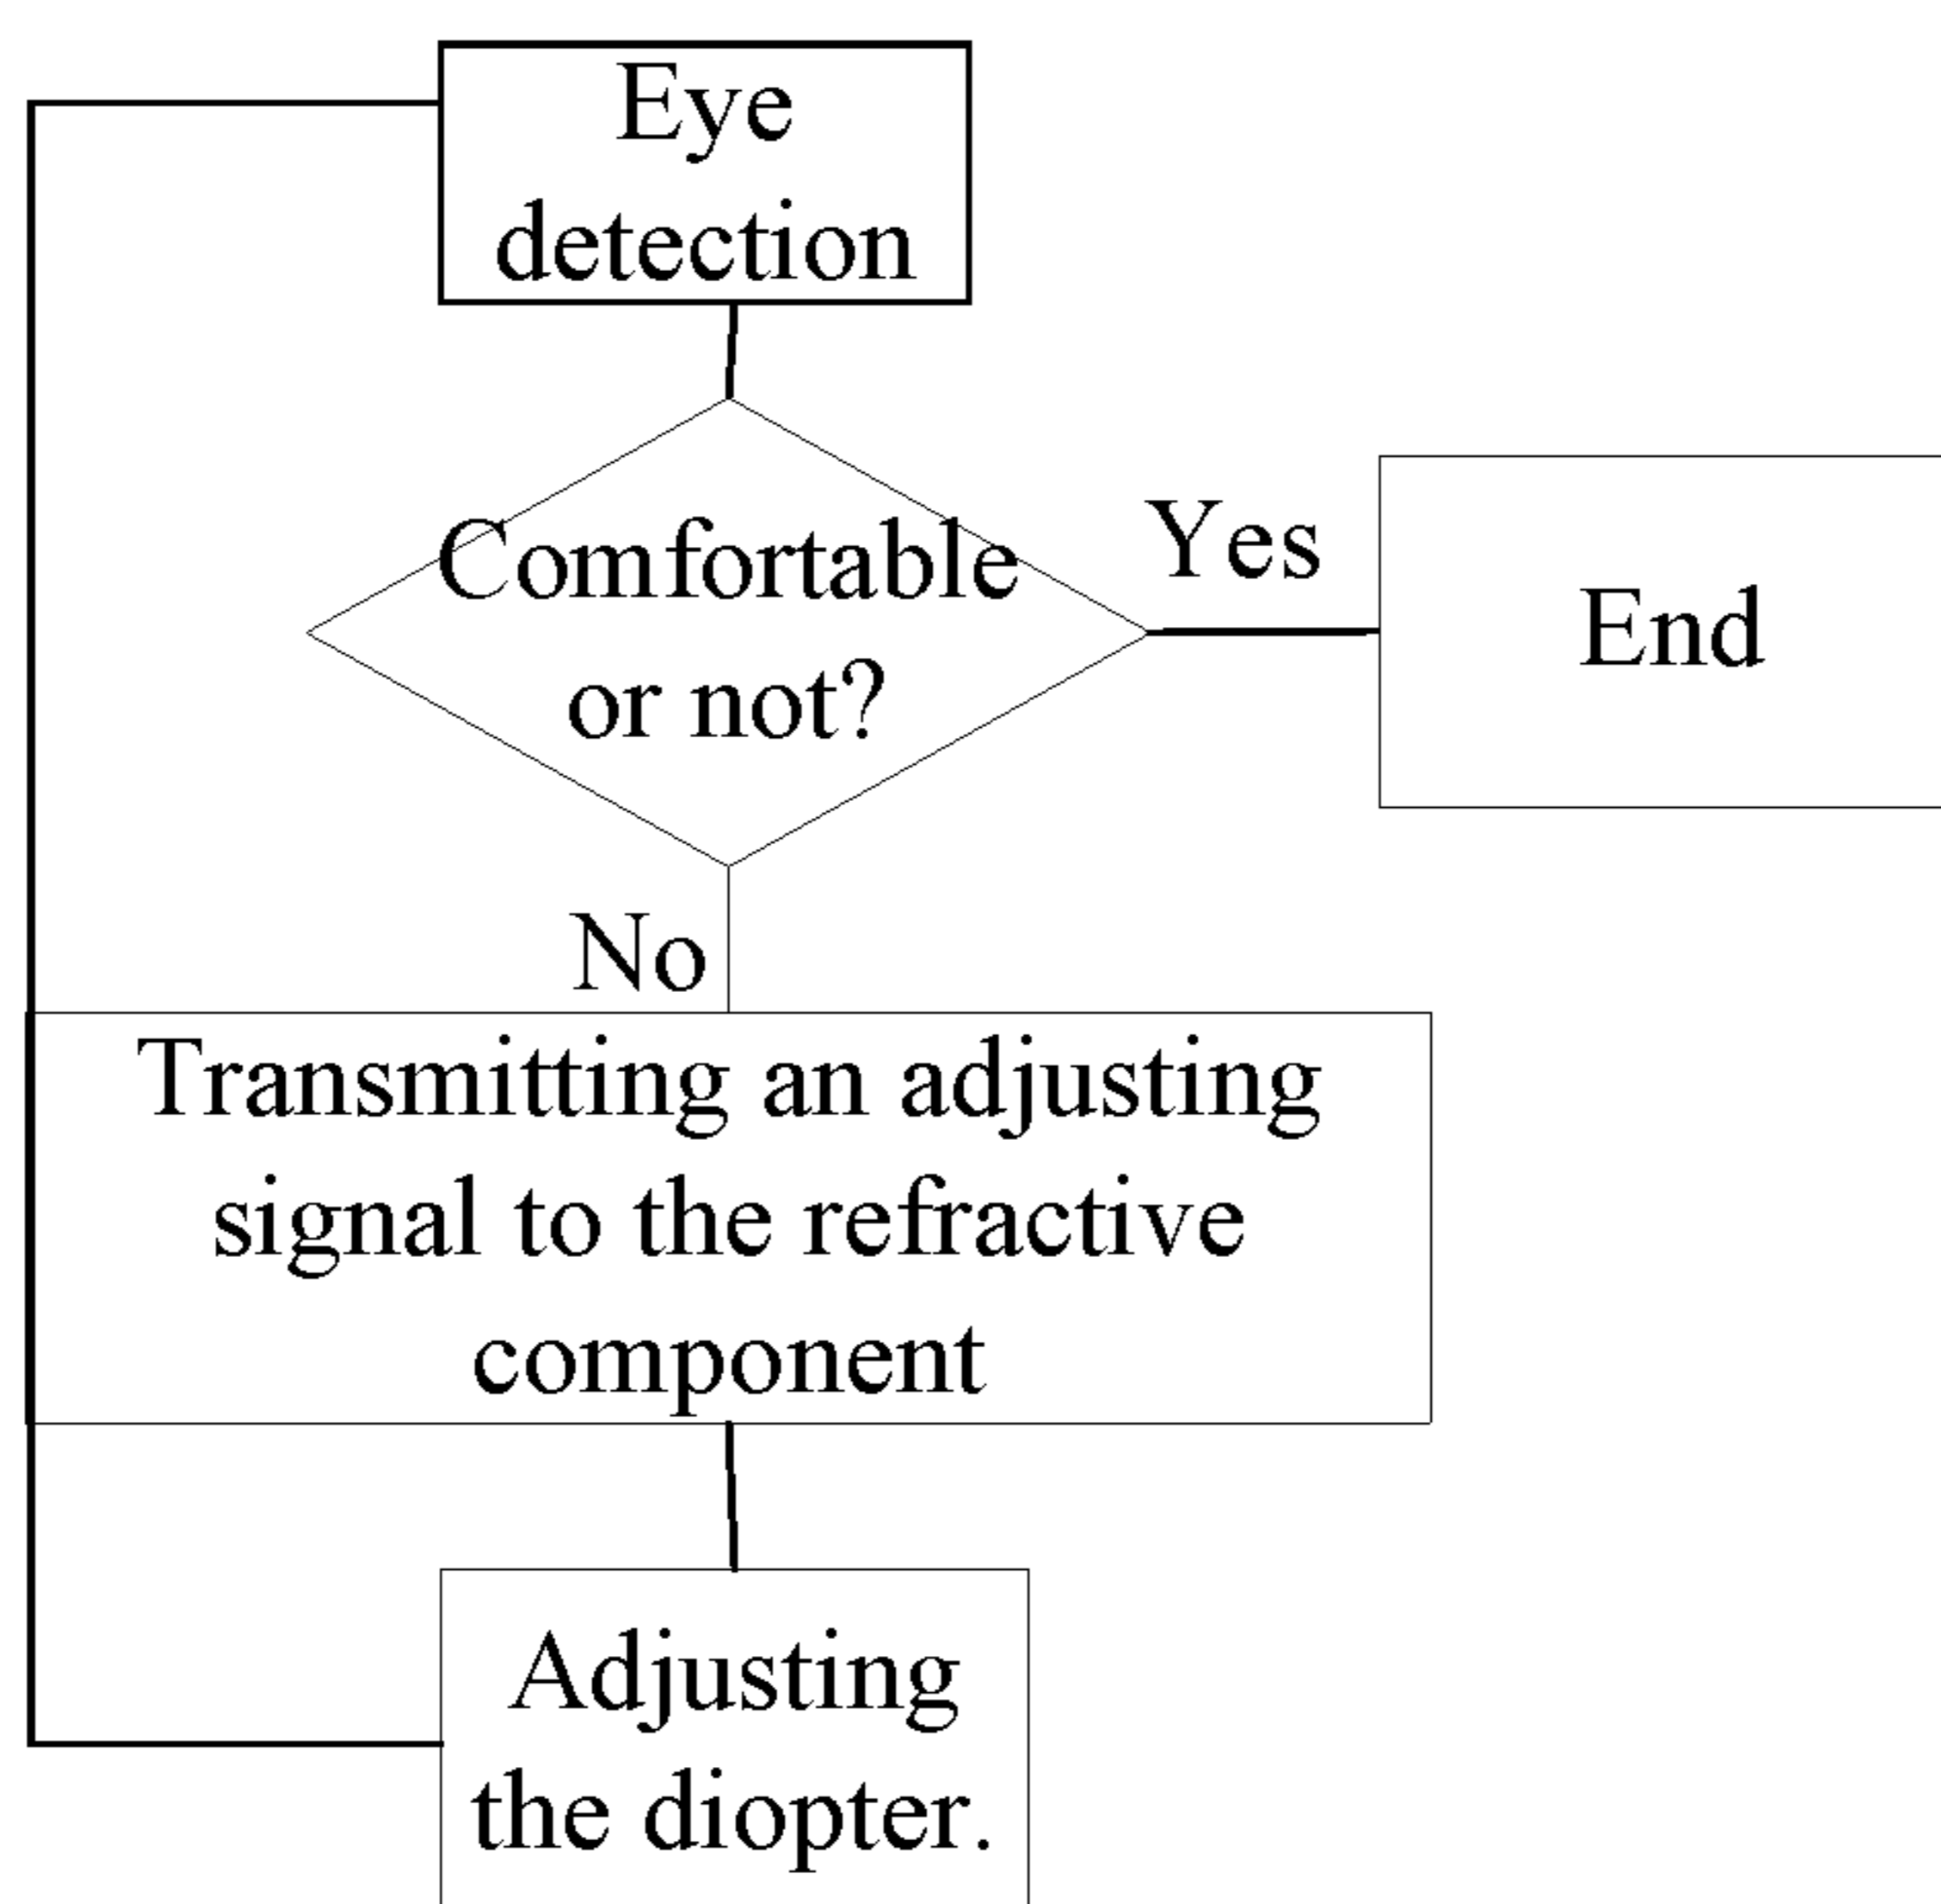 Eye
detection
Comfortable
or not?
Yes
End
No
Transmitting an adjusting
signal to the refractive
component
Adjusting
the diopter.